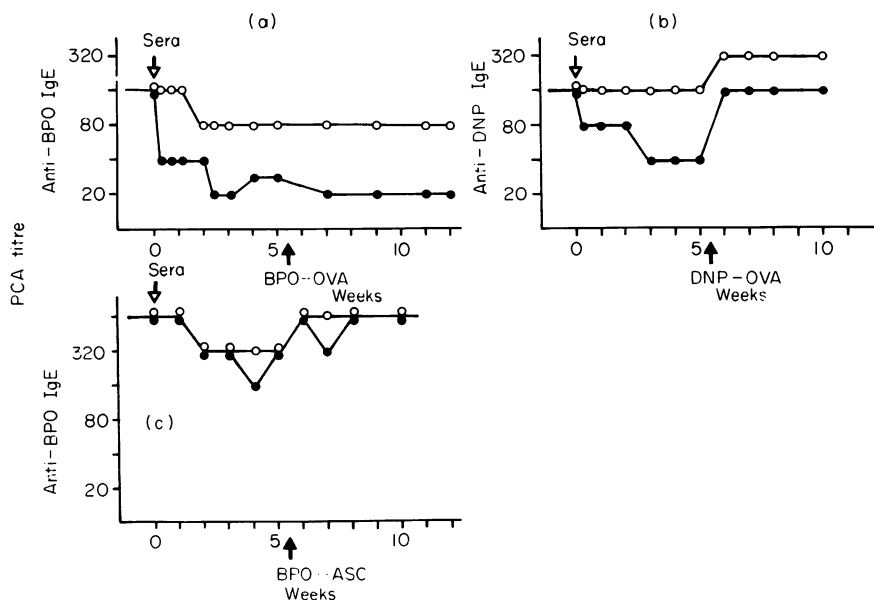 (a)
Sera
320
80
20
Anti-BPO IgE
0 5 10
BPO-OVA
Weeks
(b)
Sera
320
80
20
Anti-DNP IgE
0 5 10
DNP-OVA
Weeks
PCA titre
Sera
320
80
20
Anti-BPO IgE
(c)
0 5 10
BPO-ASC
Weeks